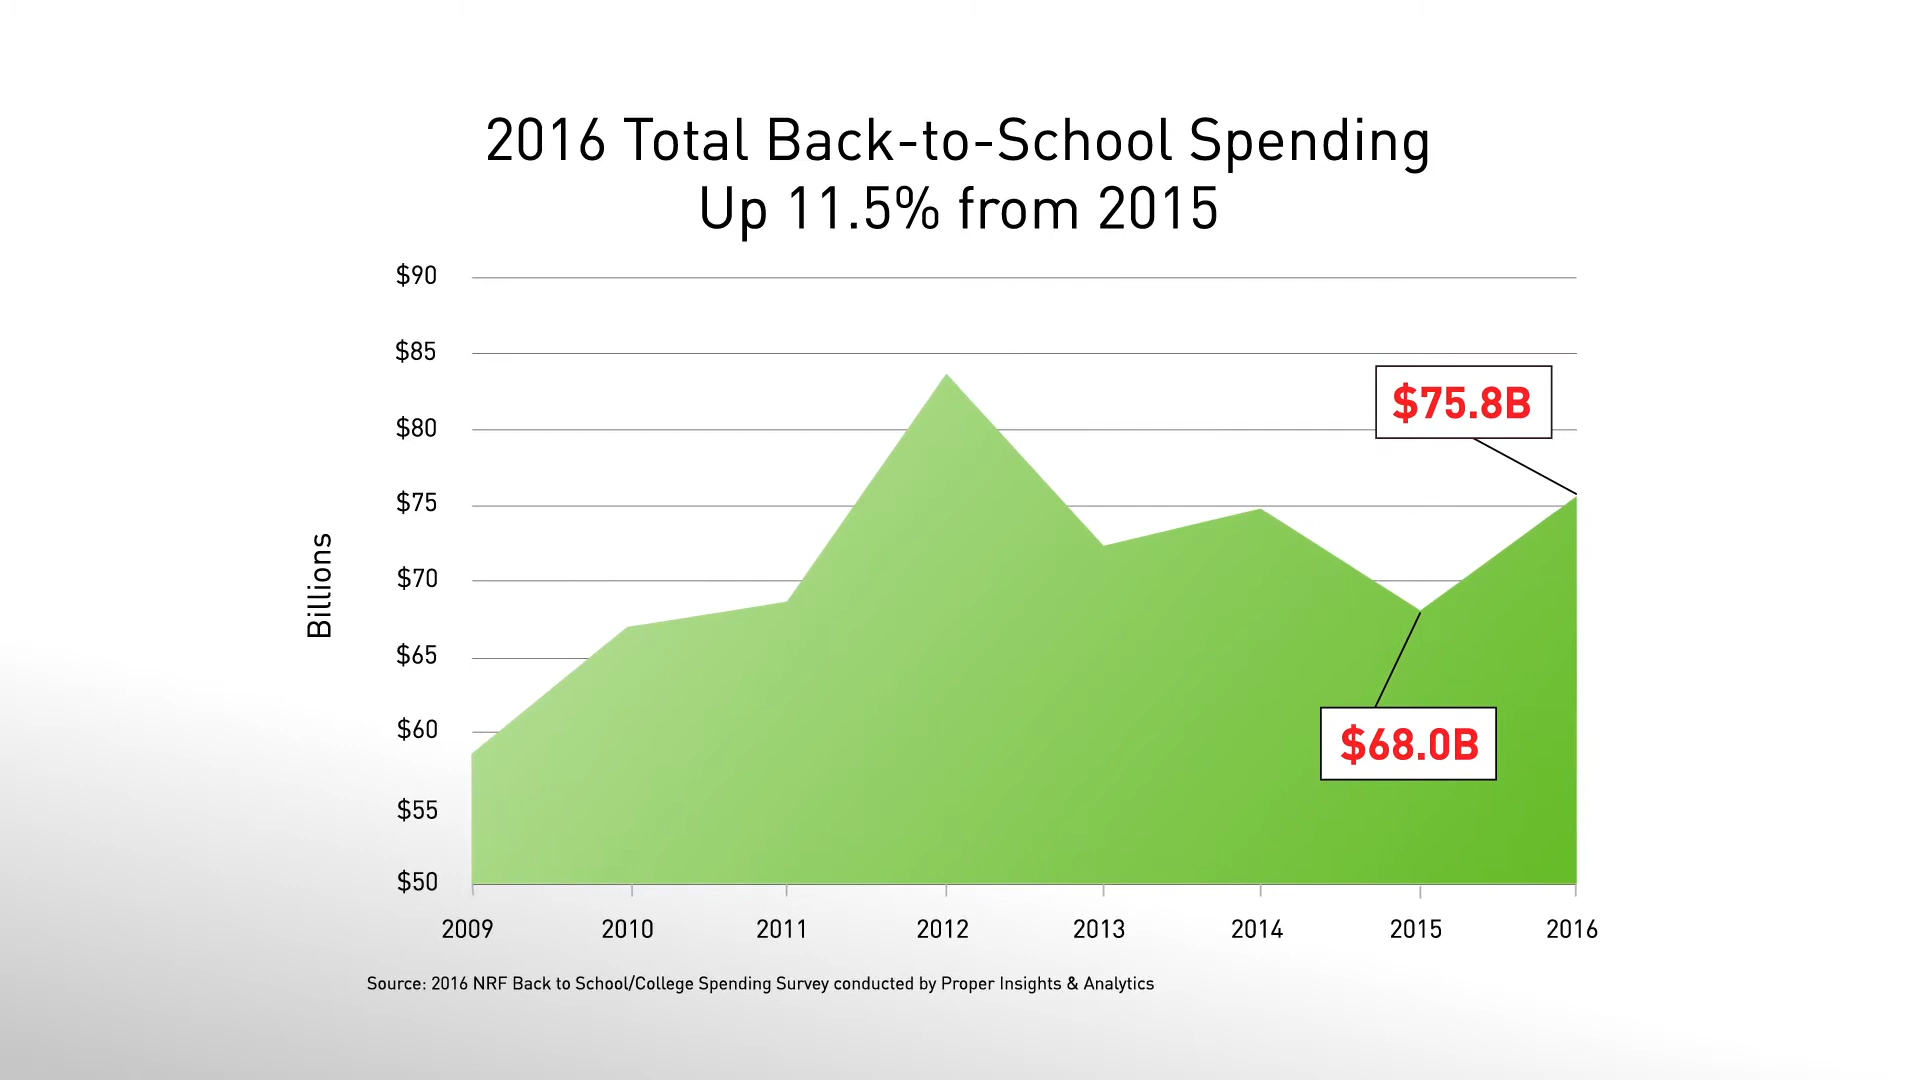 2016 Total Back-to-School Spending
Up 11.5% from 2015
$90
$85
$80
$75
$70
$65
$60
$55
$50
Billions
$75.8B
$68.0B
2009 2010 2011 2012 2013 2014 2015 2016
Source: 2016 NRF Back to School/College Spending Survey conducted by Proper Insights & Analytics